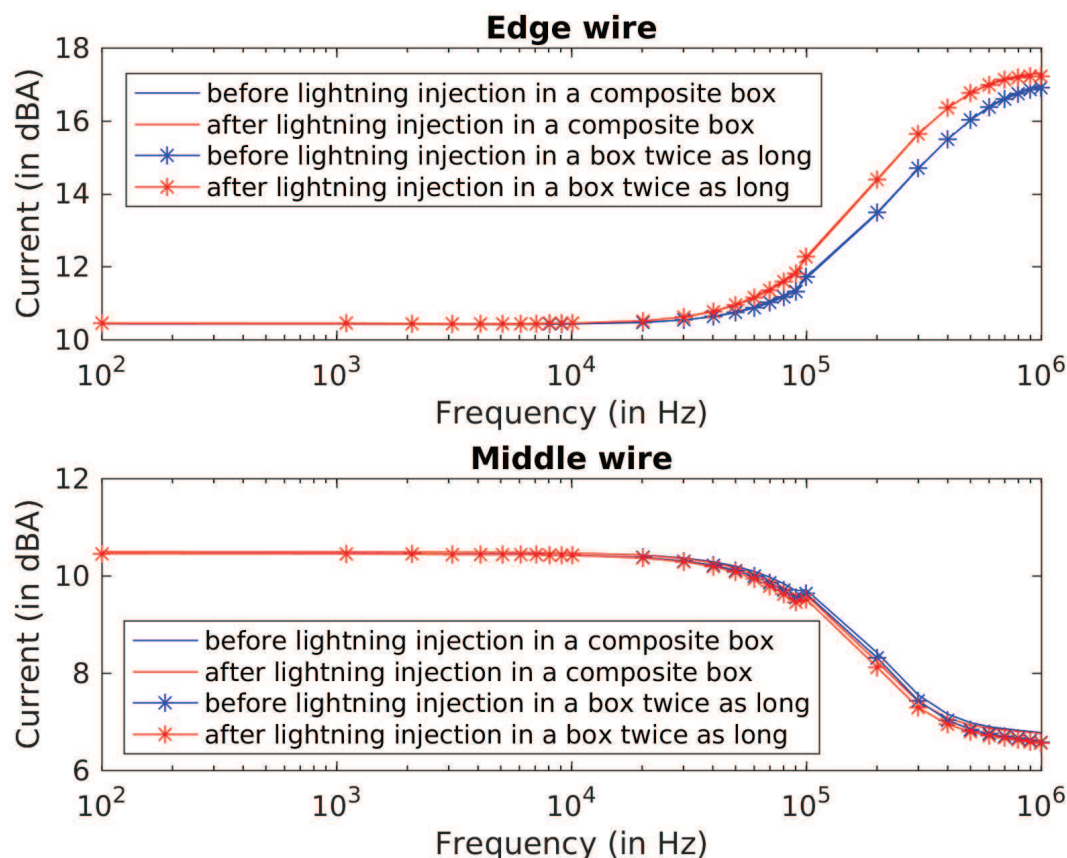 Edge wire
18
16
14
12
10
Current (in dBA)
before lightning injection in a composite box
after lightning injection in a composite box
before lightning injection in a box twice as long
after lightning injection in a box twice as long
10² 10³ 10⁴ 10⁵ 10⁶
Frequency (in Hz)
Middle wire
12
10
8
6
Current (in dBA)
before lightning injection in a composite box
after lightning injection in a composite box
before lightning injection in a box twice as long
after lightning injection in a box twice as long
10² 10³ 10⁴ 10⁵ 10⁶
Frequency (in Hz)